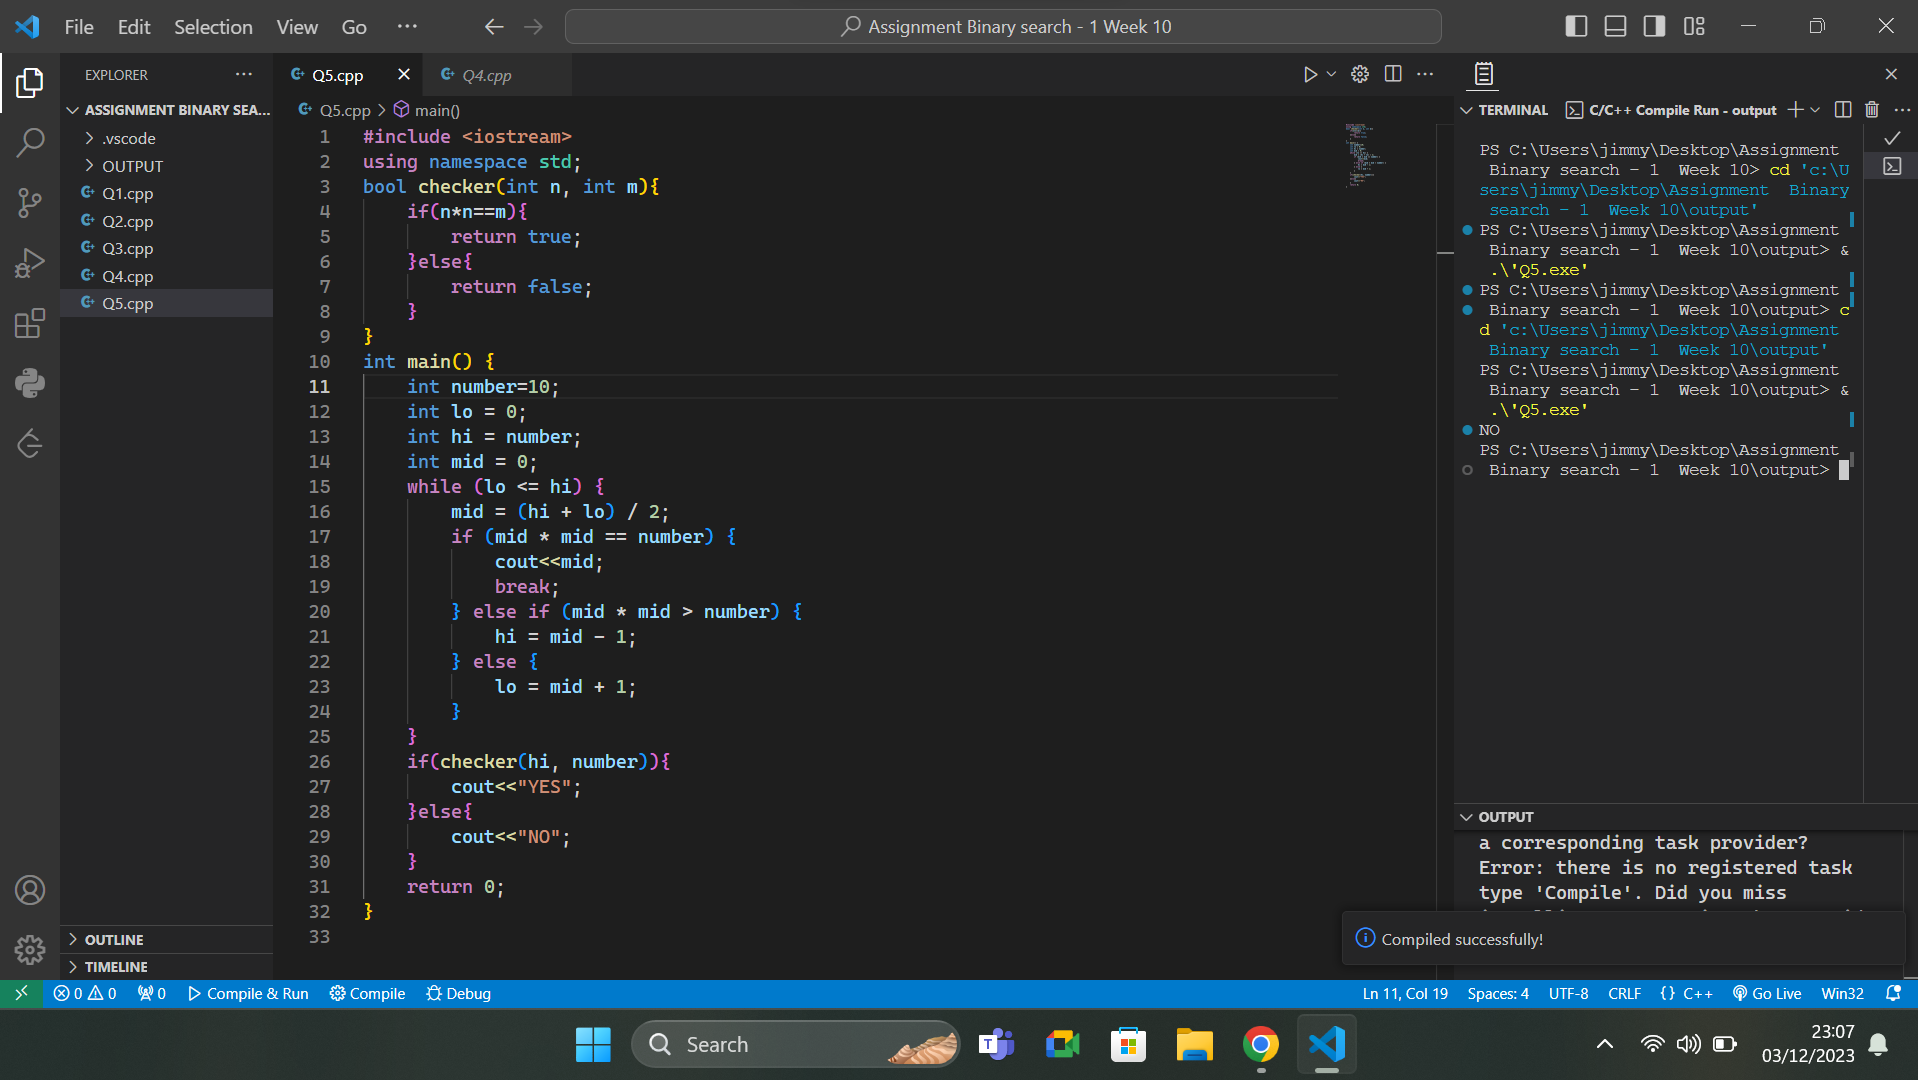 File Edit Selection View Go ···
Assignment Binary search - 1 Week 10
EXPLORER
ASSIGNMENT BINARY SEA...
.vscode
OUTPUT
Q1.cpp
Q2.cpp
Q3.cpp
Q4.cpp
Q5.cpp
OUTLINE
TIMELINE
Q5.cpp
Q4.cpp
Q5.cpp > main()
1 #include <iostream>
2 using namespace std;
3 bool checker(int n, int m){
4 if(n*n==m){
5 return true;
6 }else{
7 return false;
8 }
9 }
10 int main() {
11 int number=10;
12 int lo = 0;
13 int hi = number;
14 int mid = 0;
15 while (lo <= hi) {
16 mid = (hi + lo) / 2;
17 if (mid * mid == number) {
18 cout<<mid;
19 break;
20 } else if (mid * mid > number) {
21 hi = mid - 1;
22 } else {
23 lo = mid + 1;
24 }
25 }
26 if(checker(hi, number)){
27 cout<<"YES";
28 }else{
29 cout<<"NO";
30 }
31 return 0;
32 }
33
TERMINAL C/C++ Compile Run - output
PS C:\Users\jimmy\Desktop\Assignment
Binary search - 1  Week 10> cd 'c:\U
sers\jimmy\Desktop\Assignment  Binary
search - 1  Week 10\output'
PS C:\Users\jimmy\Desktop\Assignment
Binary search - 1  Week 10\output> &
.\'Q5.exe'
PS C:\Users\jimmy\Desktop\Assignment
Binary search - 1  Week 10\output> c
d 'c:\Users\jimmy\Desktop\Assignment
Binary search - 1  Week 10\output'
PS C:\Users\jimmy\Desktop\Assignment
Binary search - 1  Week 10\output> &
.\'Q5.exe'
NO
PS C:\Users\jimmy\Desktop\Assignment
Binary search - 1  Week 10\output>
OUTPUT
a corresponding task provider?
Error: there is no registered task
type 'Compile'. Did you miss
Compiled successfully!
0 0 0 Compile & Run Compile Debug
Ln 11, Col 19 Spaces: 4 UTF-8 CRLF {} C++ Go Live Win32
Search
23:07
03/12/2023